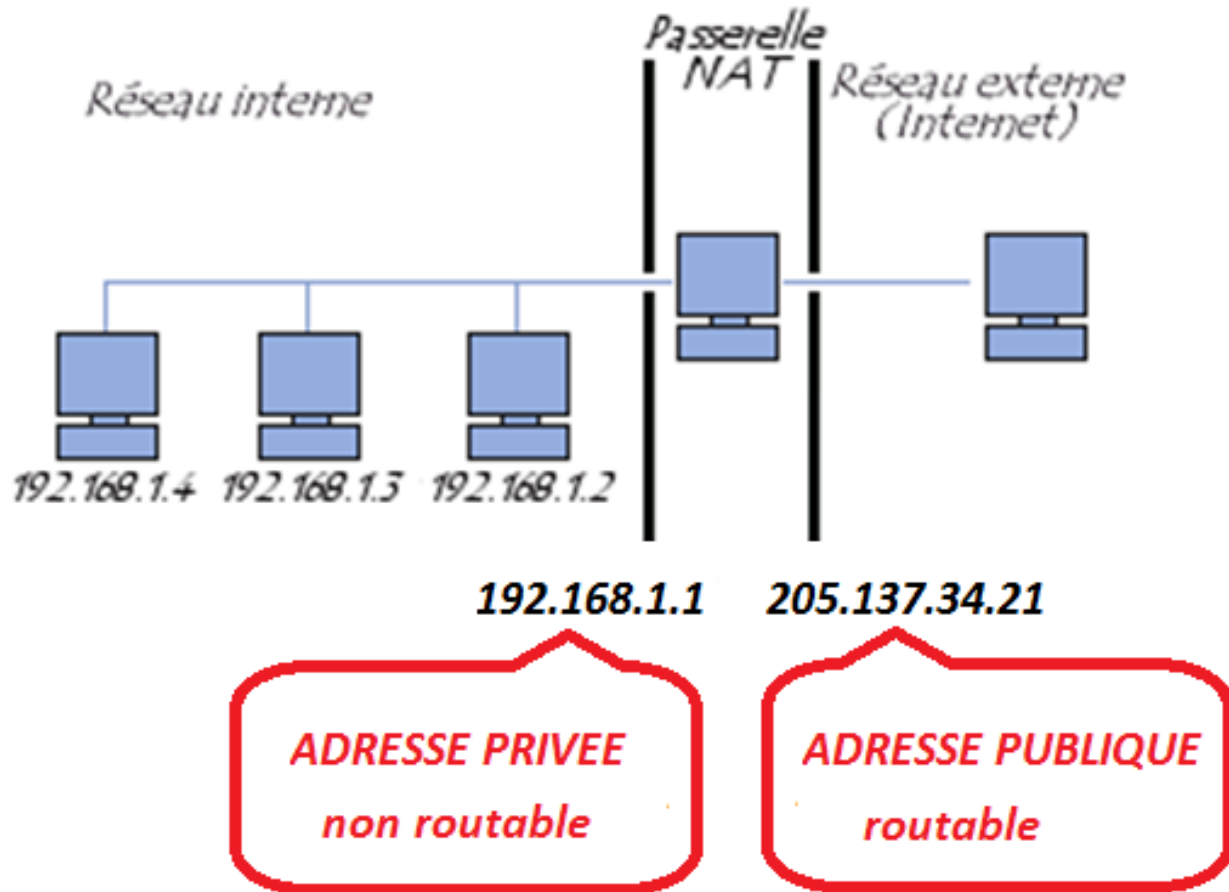 Passerelle
NAT
Réseau interne
Réseau externe
(Internet)
192.168.1.4
192.168.1.3
192.168.1.2
192.168.1.1
205.137.34.21
ADRESSE PRIVEE
non routable
ADRESSE PUBLIQUE
routable